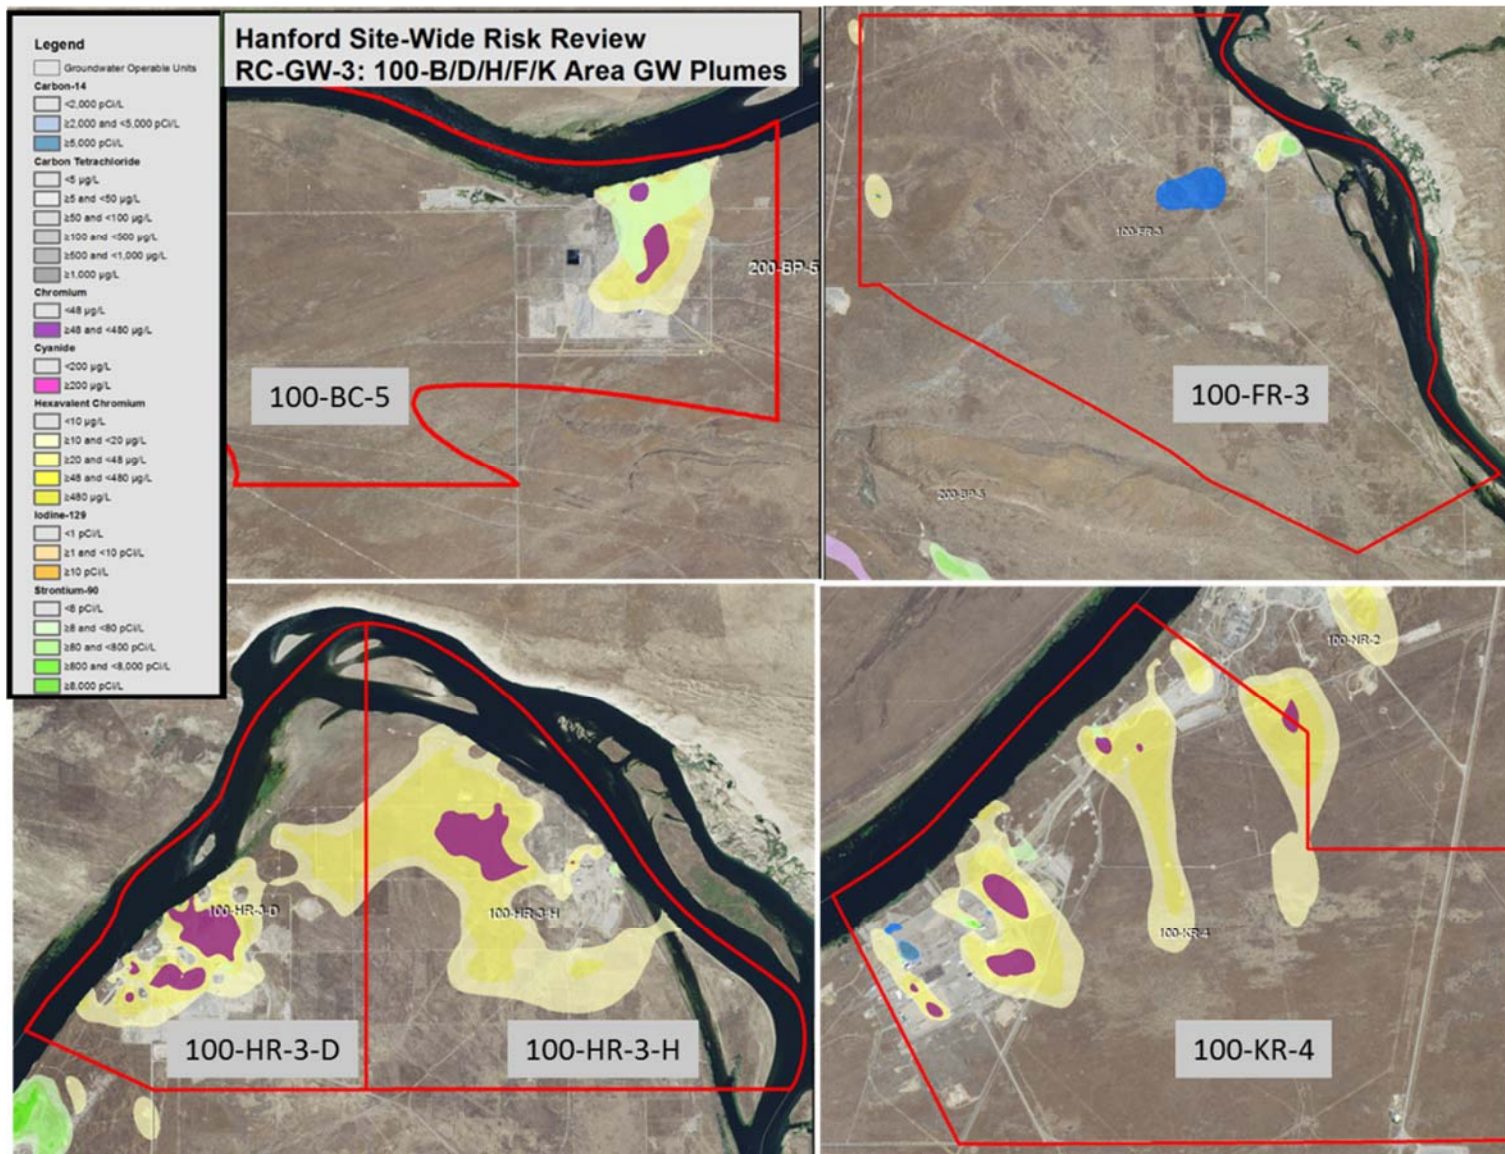 Legend
Groundwater Operable Units
Carbon-14
<2,000 pCi/L
≥2,000 and <5,000 pCi/L
≥5,000 pCi/L
Carbon Tetrachloride
<5 µg/L
≥5 and <50 µg/L
≥50 and <100 µg/L
≥100 and <500 µg/L
≥500 and <1,000 µg/L
≥1,000 µg/L
Chromium
<48 µg/L
≥48 and <480 µg/L
Cyanide
<200 µg/L
≥200 µg/L
Hexavalent Chromium
<10 µg/L
≥10 and <20 µg/L
≥20 and <48 µg/L
≥48 and <480 µg/L
≥480 µg/L
Iodine-129
<1 pCi/L
≥1 and <10 pCi/L
≥10 pCi/L
Strontium-90
<8 pCi/L
≥8 and <80 pCi/L
≥80 and <800 pCi/L
≥800 and <8,000 pCi/L
≥8,000 pCi/L
Hanford Site-Wide Risk Review
RC-GW-3: 100-B/D/H/F/K Area GW Plumes
200-BP-5
100-BC-5
100-FR-3
100-FR-3
200-BP-5
100-HR-3-D
100-HR-3-H
100-HR-3-D
100-HR-3-H
100-NR-2
100-KR-4
100-KR-4